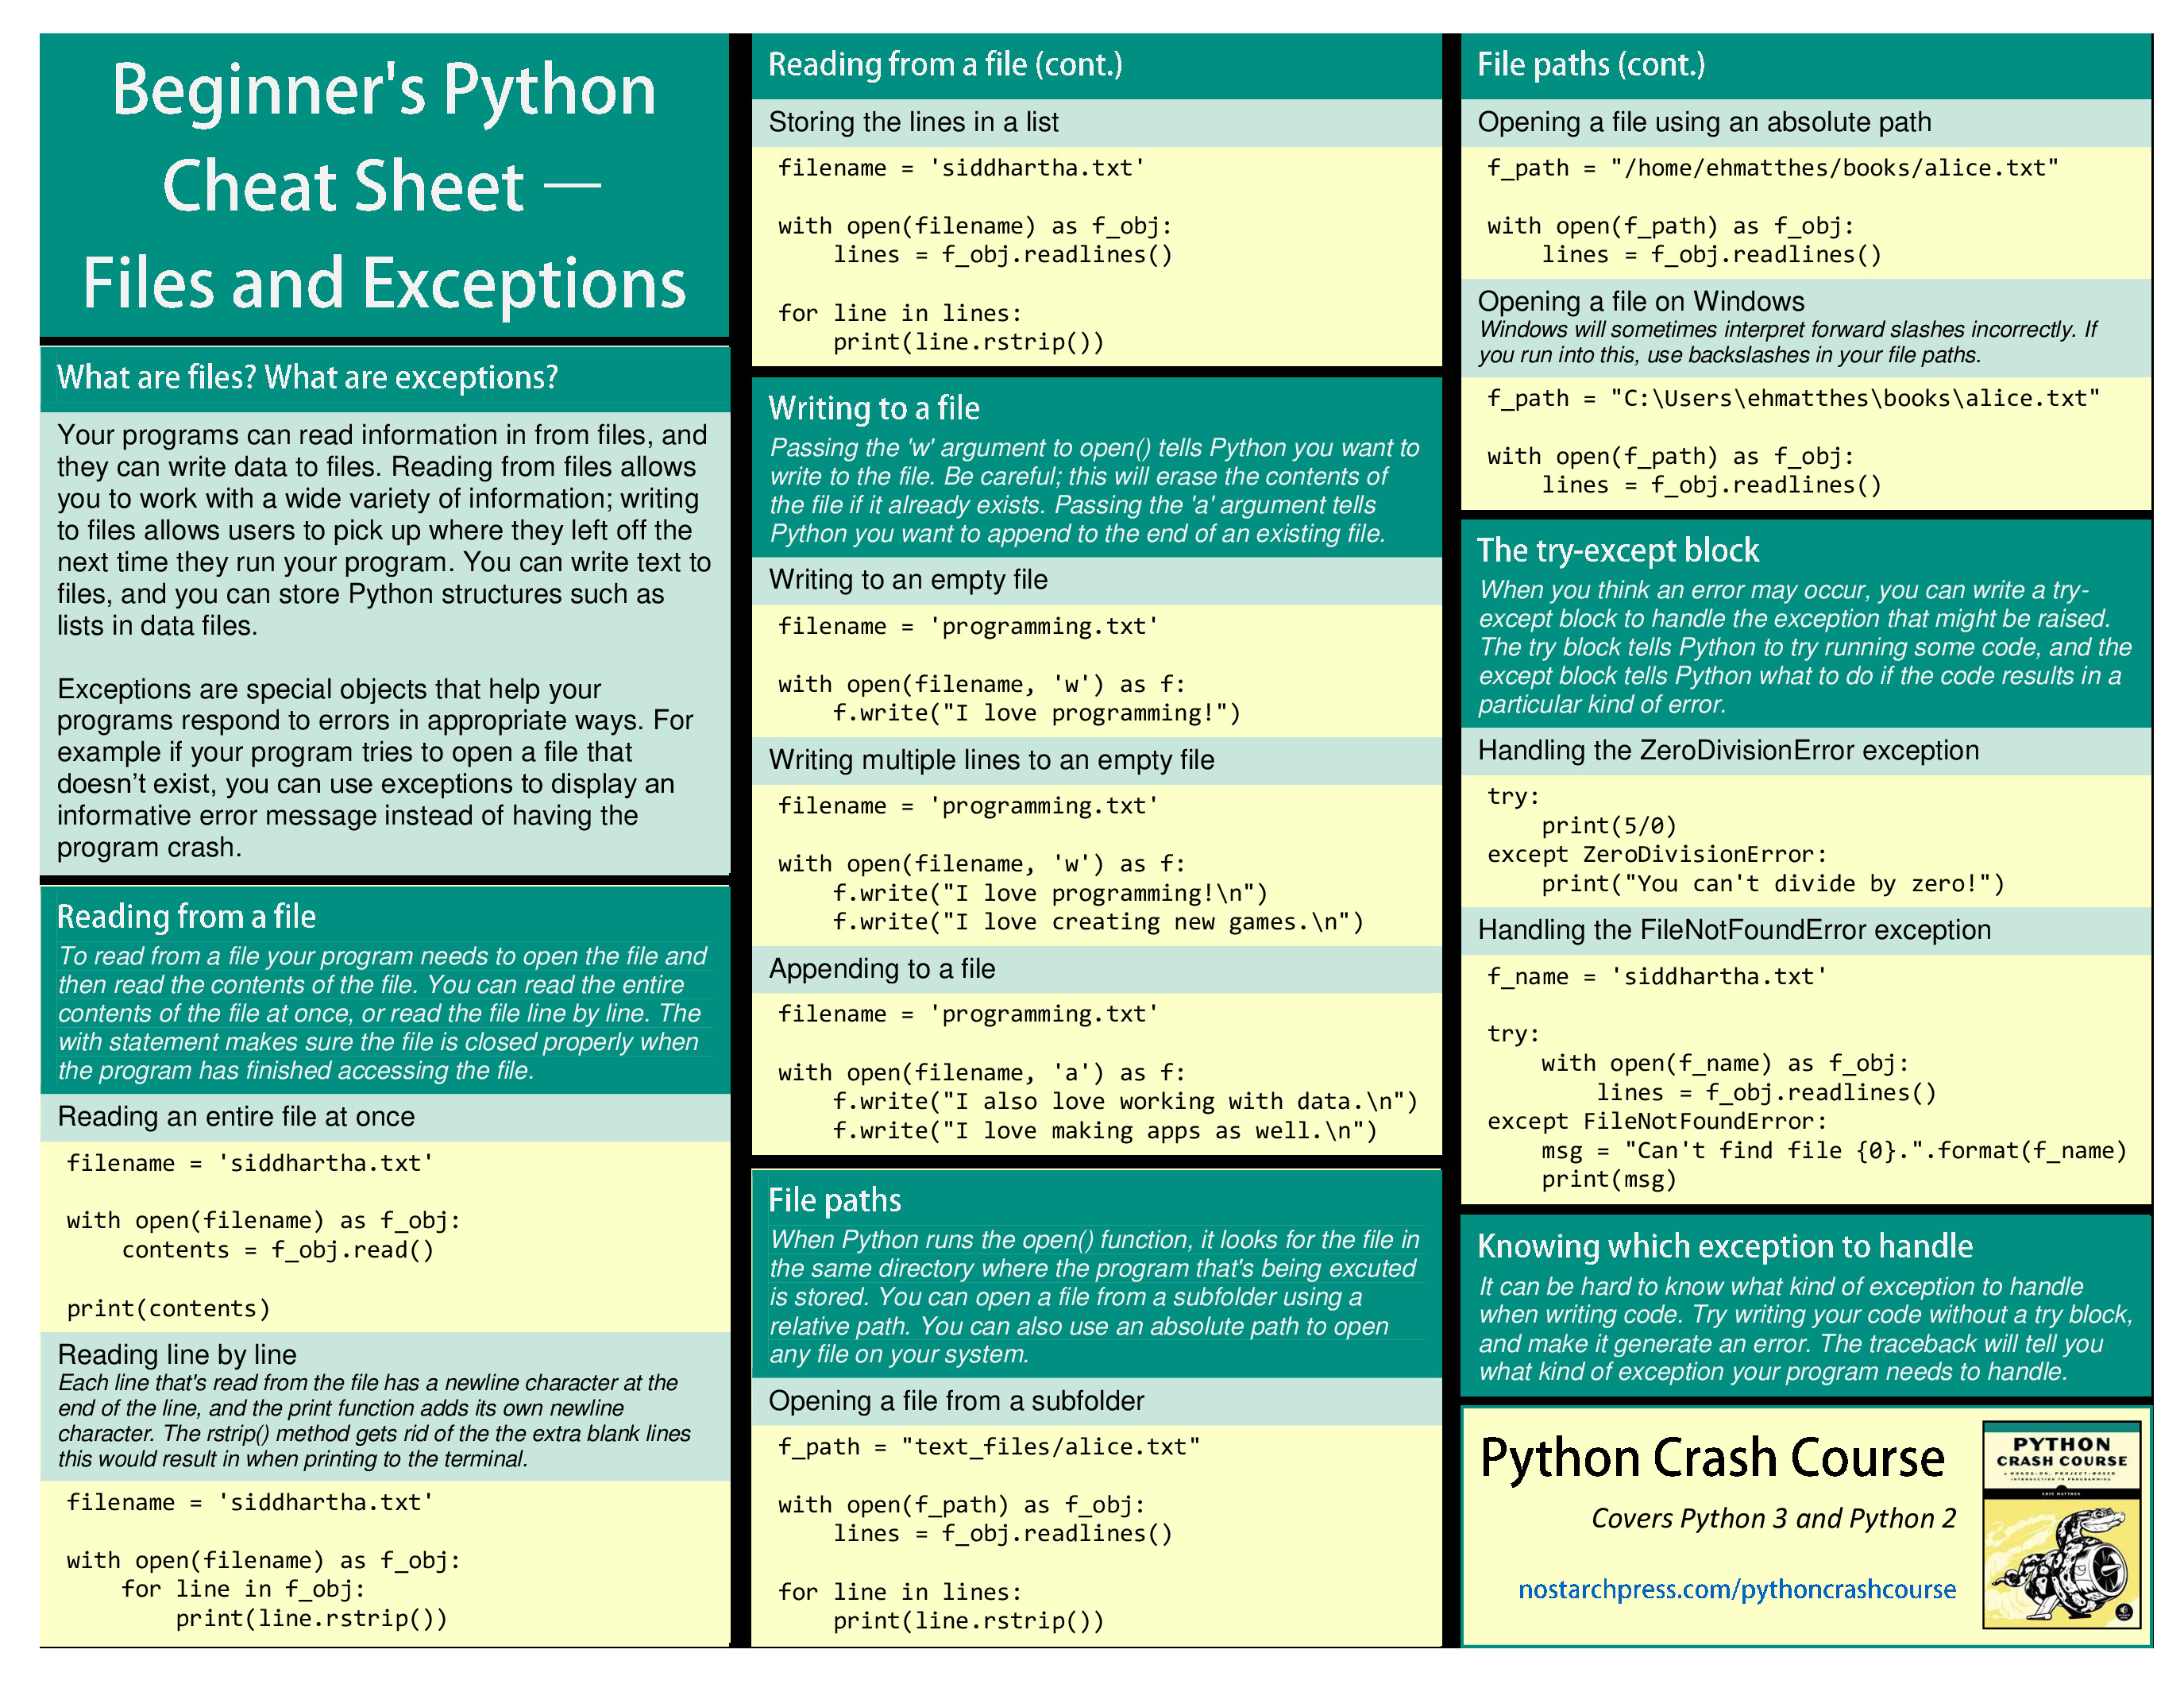 Beginner's Python
Cheat Sheet —
Files and Exceptions
What are files? What are exceptions?
Your programs can read information in from files, and
they can write data to files. Reading from files allows
you to work with a wide variety of information; writing
to files allows users to pick up where they left off the
next time they run your program. You can write text to
files, and you can store Python structures such as
lists in data files.
Exceptions are special objects that help your
programs respond to errors in appropriate ways. For
example if your program tries to open a file that
doesn’t exist, you can use exceptions to display an
informative error message instead of having the
program crash.
Reading from a file
To read from a file your program needs to open the file and
then read the contents of the file. You can read the entire
contents of the file at once, or read the file line by line. The
with statement makes sure the file is closed properly when
the program has finished accessing the file.
Reading an entire file at once
filename = 'siddhartha.txt'
with open(filename) as f_obj:
    contents = f_obj.read()
print(contents)
Reading line by line
Each line that's read from the file has a newline character at the
end of the line, and the print function adds its own newline
character. The rstrip() method gets rid of the the extra blank lines
this would result in when printing to the terminal.
filename = 'siddhartha.txt'
with open(filename) as f_obj:
    for line in f_obj:
        print(line.rstrip())
Reading from a file (cont.)
Storing the lines in a list
filename = 'siddhartha.txt'
with open(filename) as f_obj:
    lines = f_obj.readlines()
for line in lines:
    print(line.rstrip())
Writing to a file
Passing the 'w' argument to open() tells Python you want to
write to the file. Be careful; this will erase the contents of
the file if it already exists. Passing the 'a' argument tells
Python you want to append to the end of an existing file.
Writing to an empty file
filename = 'programming.txt'
with open(filename, 'w') as f:
    f.write("I love programming!")
Writing multiple lines to an empty file
filename = 'programming.txt'
with open(filename, 'w') as f:
    f.write("I love programming!\n")
    f.write("I love creating new games.\n")
Appending to a file
filename = 'programming.txt'
with open(filename, 'a') as f:
    f.write("I also love working with data.\n")
    f.write("I love making apps as well.\n")
File paths
When Python runs the open() function, it looks for the file in
the same directory where the program that's being excuted
is stored. You can open a file from a subfolder using a
relative path. You can also use an absolute path to open
any file on your system.
Opening a file from a subfolder
f_path = "text_files/alice.txt"
with open(f_path) as f_obj:
    lines = f_obj.readlines()
for line in lines:
    print(line.rstrip())
File paths (cont.)
Opening a file using an absolute path
f_path = "/home/ehmatthes/books/alice.txt"
with open(f_path) as f_obj:
    lines = f_obj.readlines()
Opening a file on Windows
Windows will sometimes interpret forward slashes incorrectly. If
you run into this, use backslashes in your file paths.
f_path = "C:\Users\ehmatthes\books\alice.txt"
with open(f_path) as f_obj:
    lines = f_obj.readlines()
The try-except block
When you think an error may occur, you can write a try-
except block to handle the exception that might be raised.
The try block tells Python to try running some code, and the
except block tells Python what to do if the code results in a
particular kind of error.
Handling the ZeroDivisionError exception
try:
    print(5/0)
except ZeroDivisionError:
    print("You can't divide by zero!")
Handling the FileNotFoundError exception
f_name = 'siddhartha.txt'
try:
    with open(f_name) as f_obj:
        lines = f_obj.readlines()
except FileNotFoundError:
    msg = "Can't find file {0}.".format(f_name)
    print(msg)
Knowing which exception to handle
It can be hard to know what kind of exception to handle
when writing code. Try writing your code without a try block,
and make it generate an error. The traceback will tell you
what kind of exception your program needs to handle.
Python Crash Course
Covers Python 3 and Python 2
nostarchpress.com/pythoncrashcourse
PYTHON
CRASH COURSE
A HANDS-ON, PROJECT-BASED
INTRODUCTION TO PROGRAMMING
ERIC MATTHES